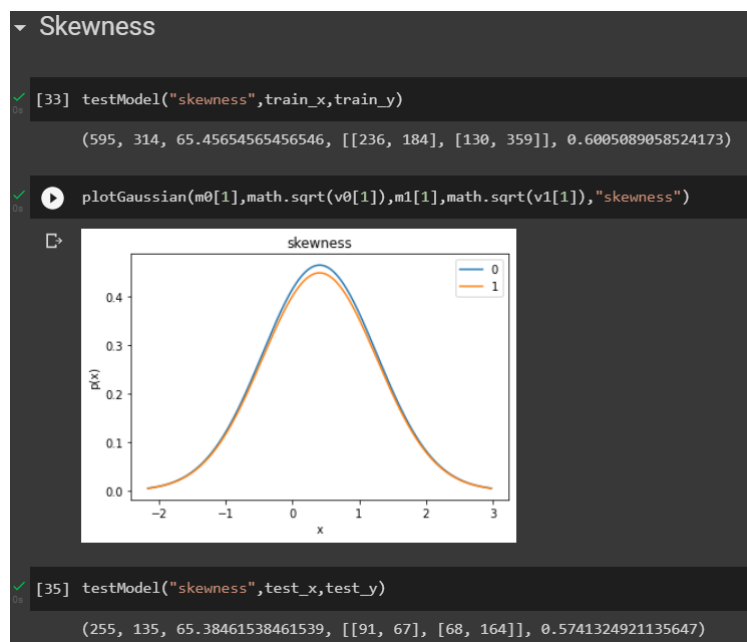 Skewness
[33] testModel("skewness",train_x,train_y)
0s
(595, 314, 65.45654565456546, [[236, 184], [130, 359]], 0.6005089058524173)
plotGaussian(m0[1],math.sqrt(v0[1]),m1[1],math.sqrt(v1[1]),"skewness")
0s
skewness
0
1
0.4
0.3
0.2
0.1
0.0
p(x)
−2 −1 0 1 2 3
x
[35] testModel("skewness",test_x,test_y)
0s
(255, 135, 65.38461538461539, [[91, 67], [68, 164]], 0.5741324921135647)